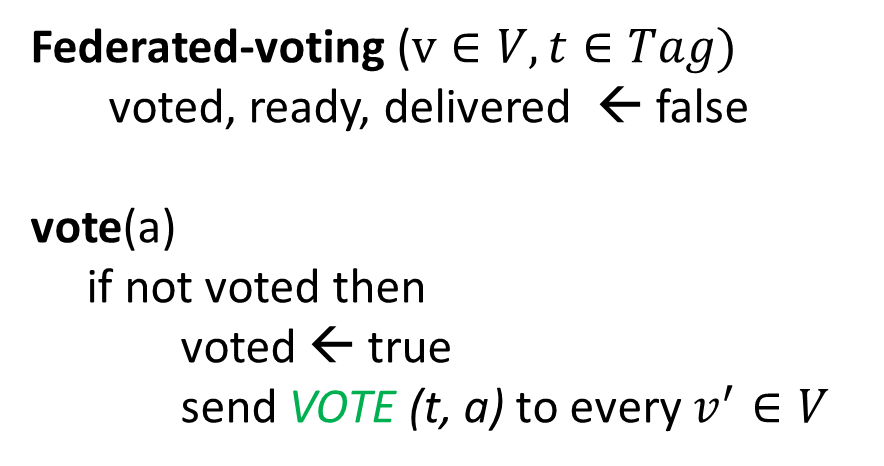 Federated-voting (v ∈ V, t ∈ Tag)
voted, ready, delivered ← false
vote(a)
if not voted then
voted ← true
send VOTE (t, a) to every v′ ∈ V